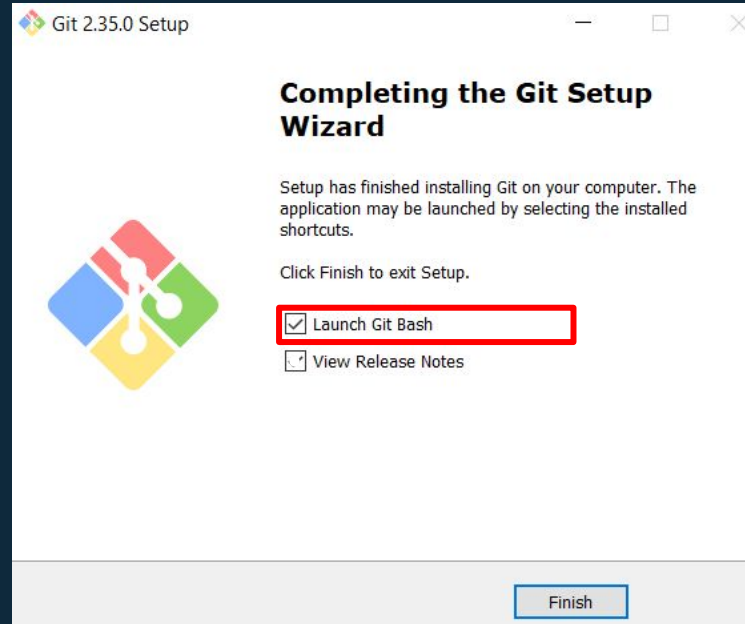 Git 2.35.0 Setup
Completing the Git Setup
Wizard
Setup has finished installing Git on your computer. The
application may be launched by selecting the installed
shortcuts.
Click Finish to exit Setup.
Launch Git Bash
View Release Notes
Finish